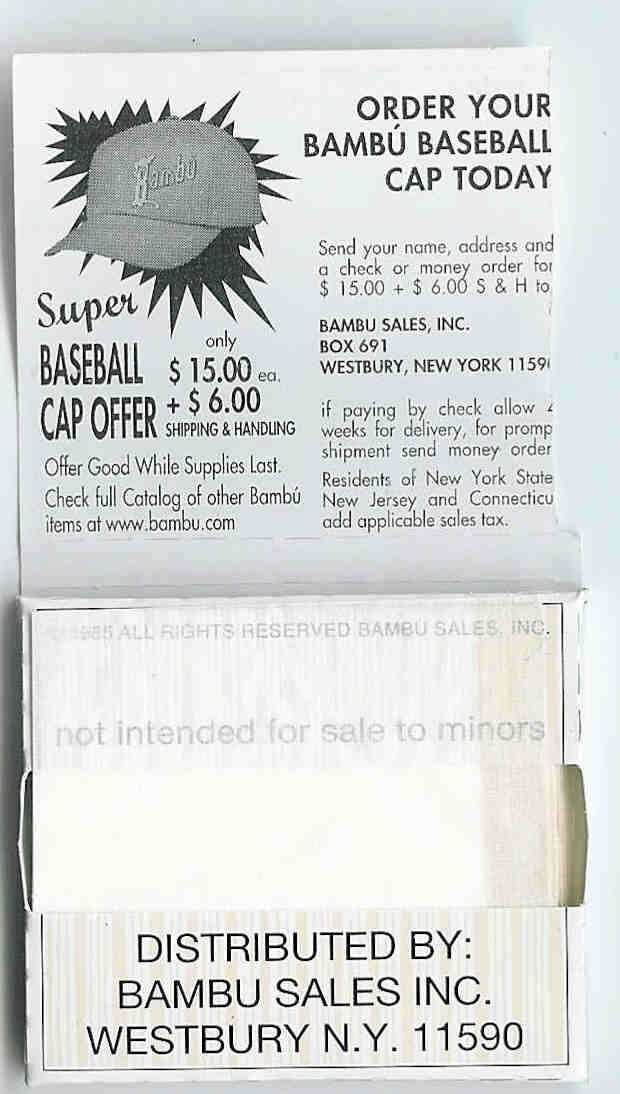 Bambu
Super
BASEBALL
CAP OFFER
only
$ 15.00 ea.
+ $ 6.00
SHIPPING & HANDLING
Offer Good While Supplies Last.
Check full Catalog of other Bambú
items at www.bambu.com
ORDER YOUR
BAMBÚ BASEBALL
CAP TODAY
Send your name, address and
a check or money order for
$ 15.00 + $ 6.00 S & H to
BAMBU SALES, INC.
BOX 691
WESTBURY, NEW YORK 1159
if paying by check allow
weeks for delivery, for promp
shipment send money order
Residents of New York State
New Jersey and Connecticu
add applicable sales tax.
© 1985 ALL RIGHTS RESERVED BAMBU SALES, INC.
not intended for sale to minors
DISTRIBUTED BY:
BAMBU SALES INC.
WESTBURY N.Y. 11590